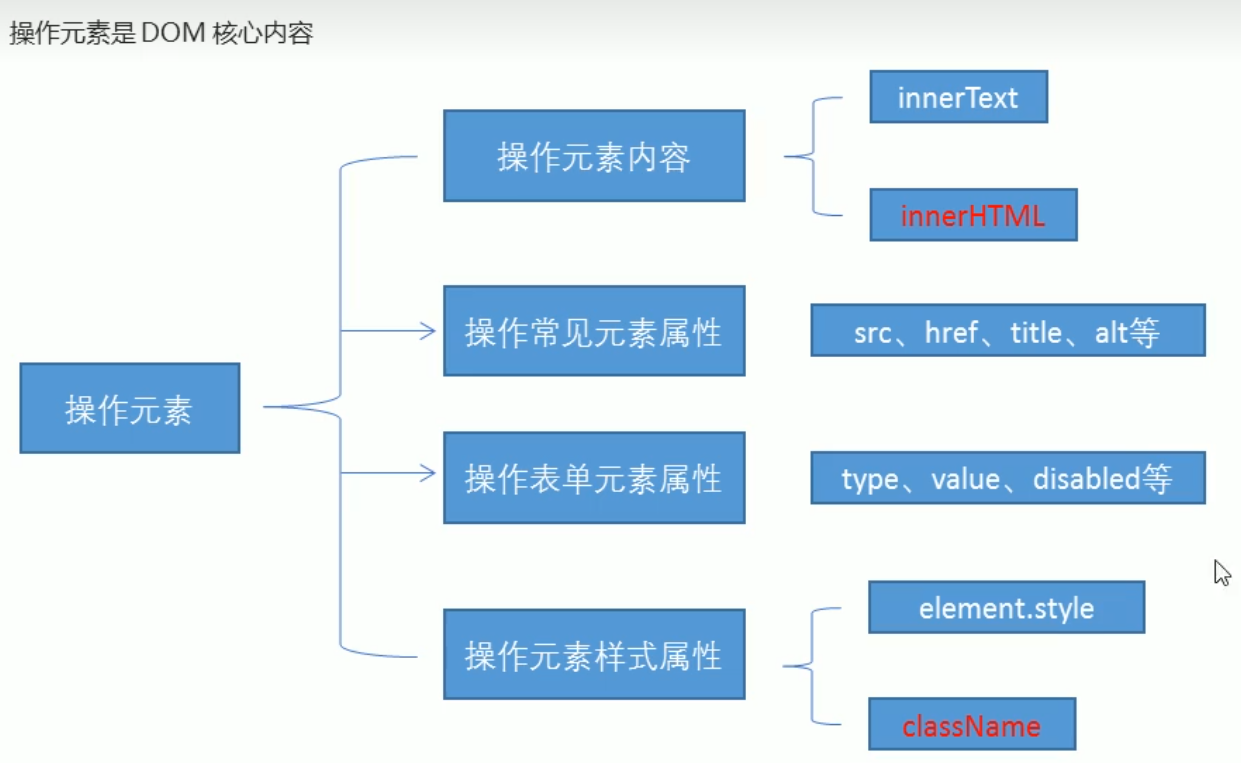 操作元素是 DOM 核心内容
操作元素
操作元素内容
innerText
innerHTML
操作常见元素属性
src、href、title、alt等
操作表单元素属性
type、value、disabled等
操作元素样式属性
element.style
className